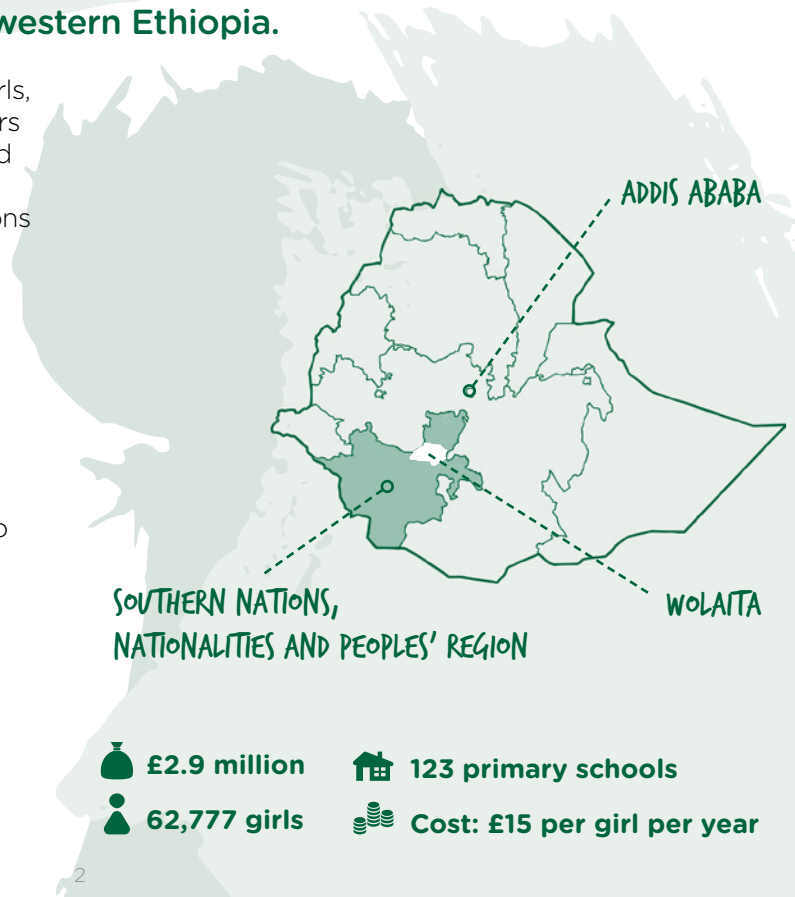 western Ethiopia.
rls,
rs
d
ons
o
ADDIS ABABA
SOUTHERN NATIONS,
NATIONALITIES AND PEOPLES' REGION
WOLAITA
£2.9 million
123 primary schools
62,777 girls
Cost: £15 per girl per year
2